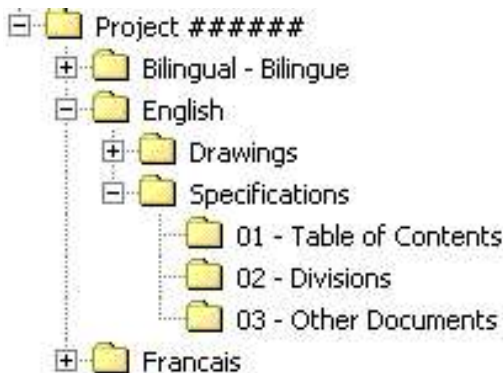 Project ######
Bilingual - Bilingue
English
Drawings
Specifications
01 - Table of Contents
02 - Divisions
03 - Other Documents
Francais